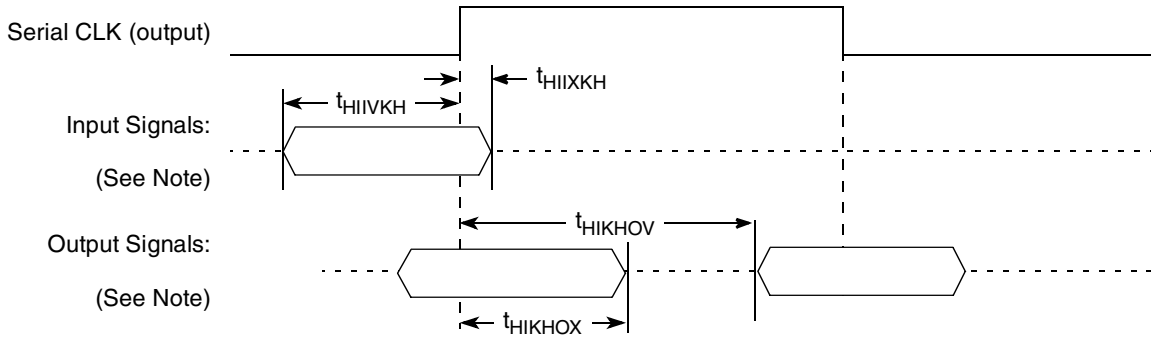 Serial CLK (output)
tHIIXKH
tHIIVKH
Input Signals:
(See Note)
tHIKHOV
Output Signals:
(See Note)
tHIKHOX